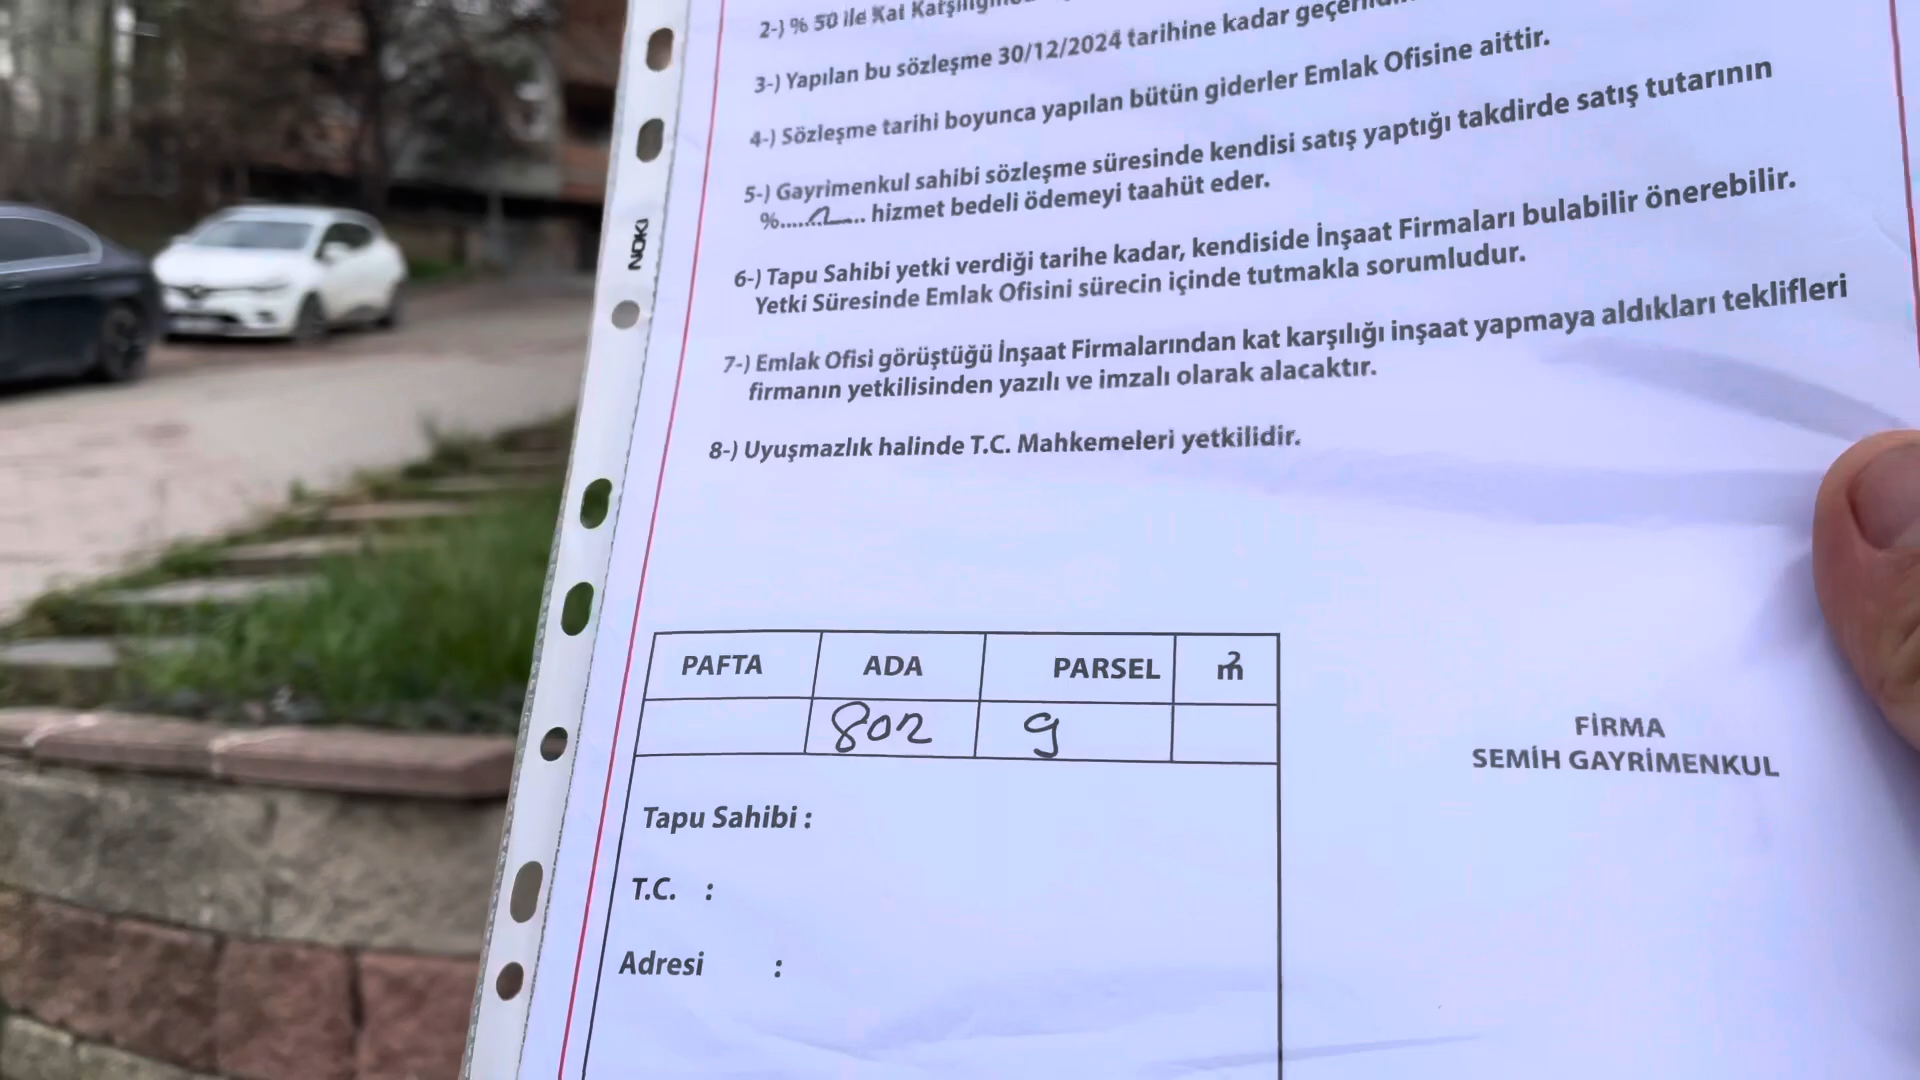 2-) % 50 ile Kat
3-) Yapılan bu sözleşme 30/12/2024 tarihine kadar
4-) Sözleşme tarihi boyunca yapılan bütün giderler Emlak Ofisine aittir.
5-) Gayrimenkul sahibi sözleşme süresinde kendisi satış yaptığı takdirde satış tutarının
%............ hizmet bedeli ödemeyi taahüt eder.
6-) Tapu Sahibi yetki verdiği tarihe kadar, kendiside İnşaat Firmaları bulabilir önerebilir.
Yetki Süresinde Emlak Ofisini sürecin içinde tutmakla sorumludur.
7-) Emlak Ofisi görüştüğü İnşaat Firmalarından kat karşılığı inşaat yapmaya aldıkları teklifleri
firmanın yetkilisinden yazılı ve imzalı olarak alacaktır.
8-) Uyuşmazlık halinde T.C. Mahkemeleri yetkilidir.
NOKI
PAFTA ADA PARSEL m²
802 9
FİRMA
SEMİH GAYRİMENKUL
Tapu Sahibi :
T.C. :
Adresi :